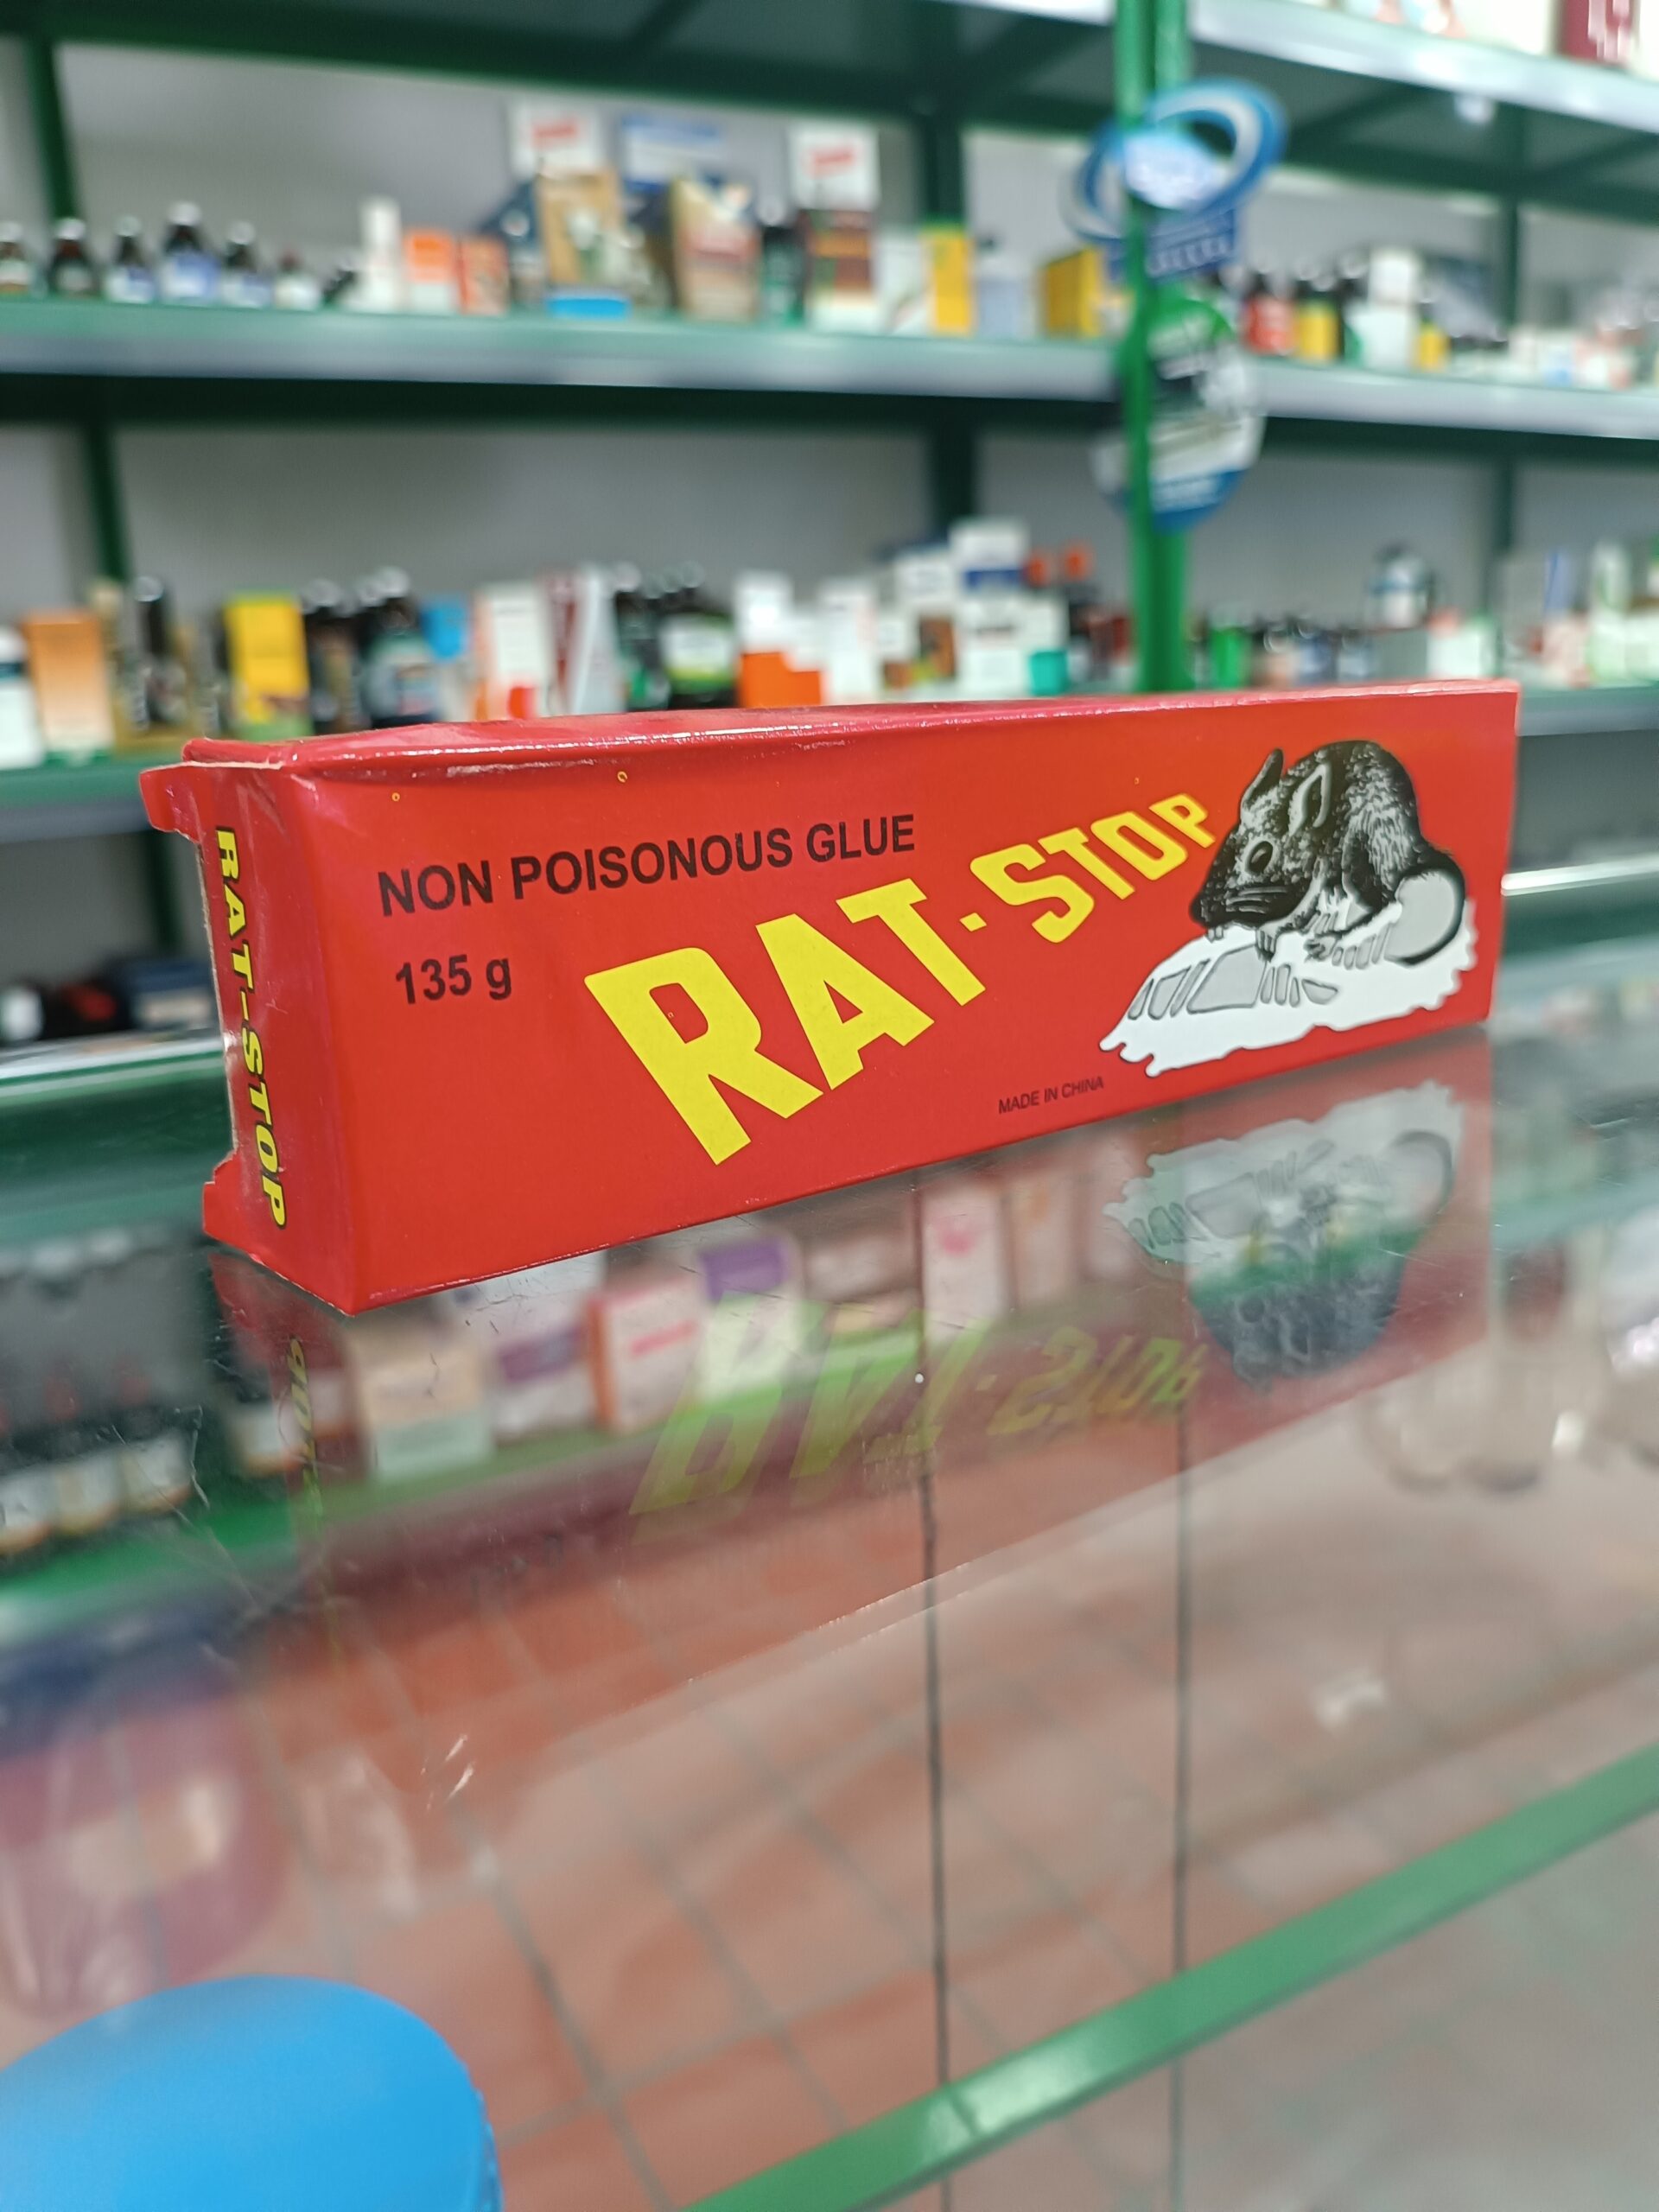 NON POISONOUS GLUE
135 g
RAT-STOP
MADE IN CHINA
RAT-STOP